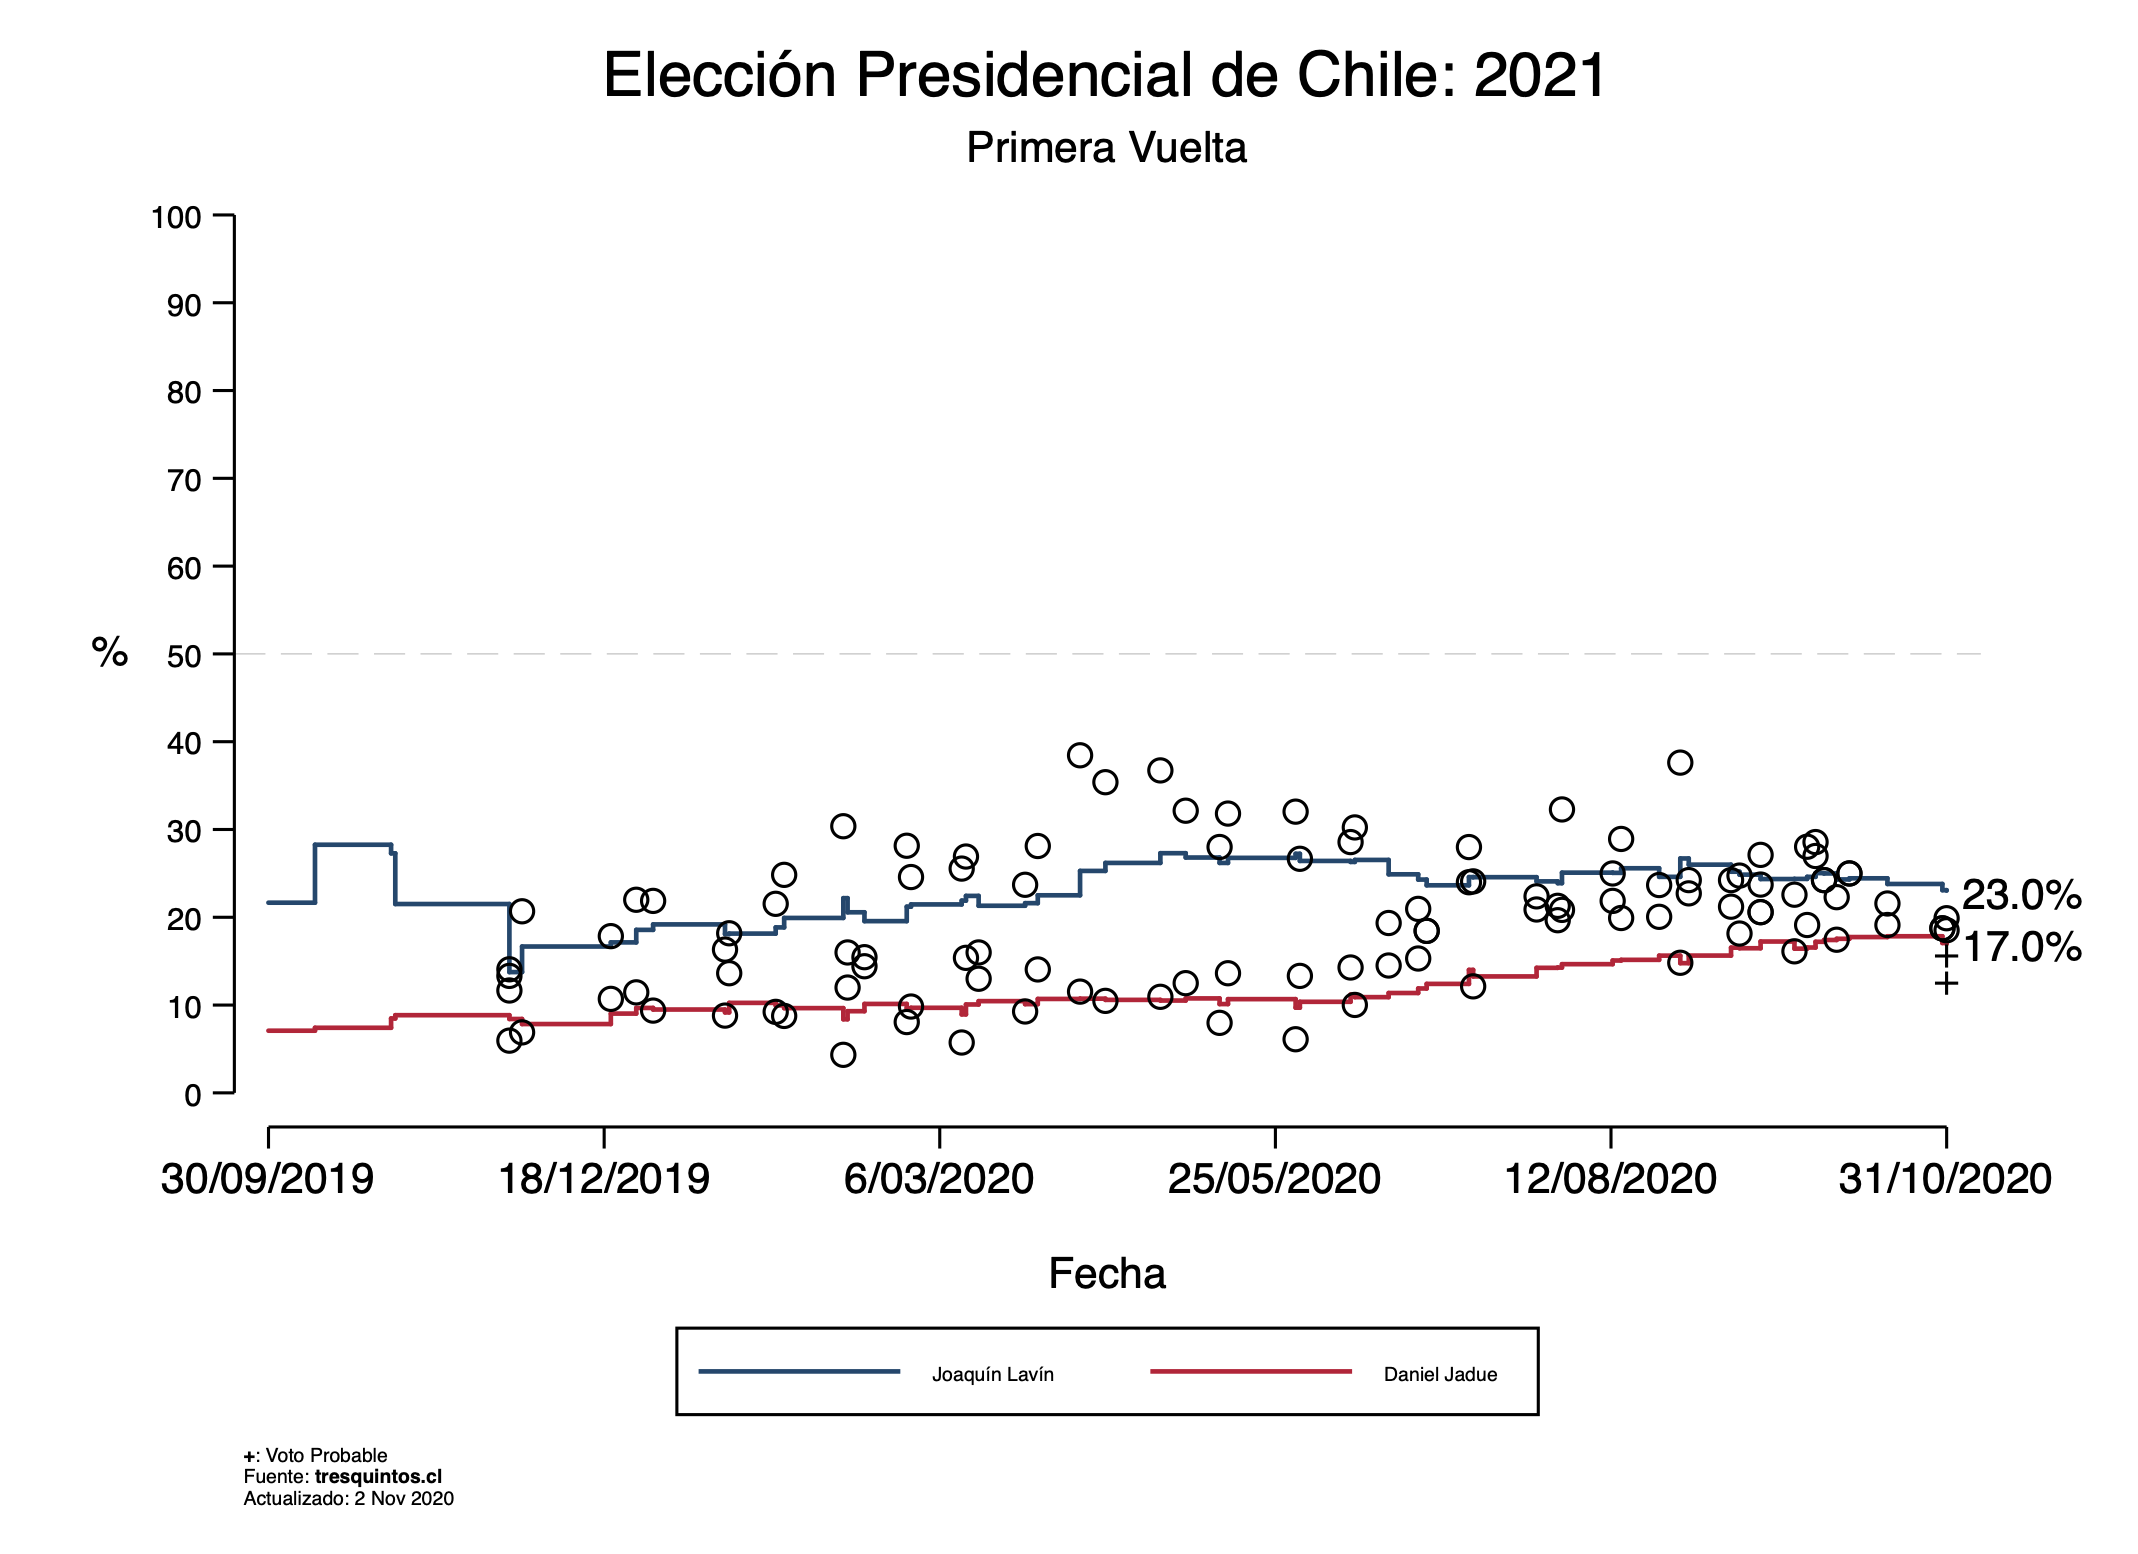 Elección Presidencial de Chile: 2021
Primera Vuelta
100
90
80
70
60
50
40
30
20
10
0
%
23.0%
17.0%
30/09/2019 18/12/2019 6/03/2020 25/05/2020 12/08/2020 31/10/2020
Fecha
Joaquín Lavín Daniel Jadue
+: Voto Probable
Fuente: tresquintos.cl
Actualizado: 2 Nov 2020